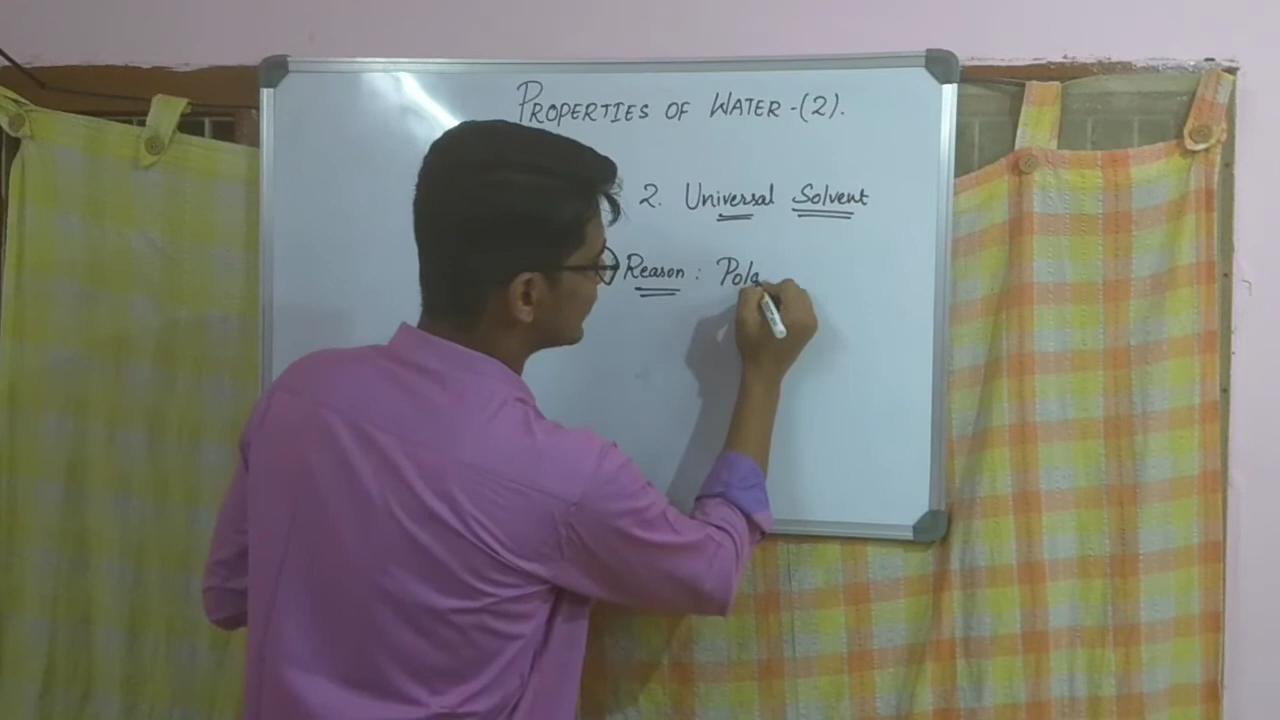 PROPERTIES OF WATER -(2).
2. Universal Solvent
Reason : Pola